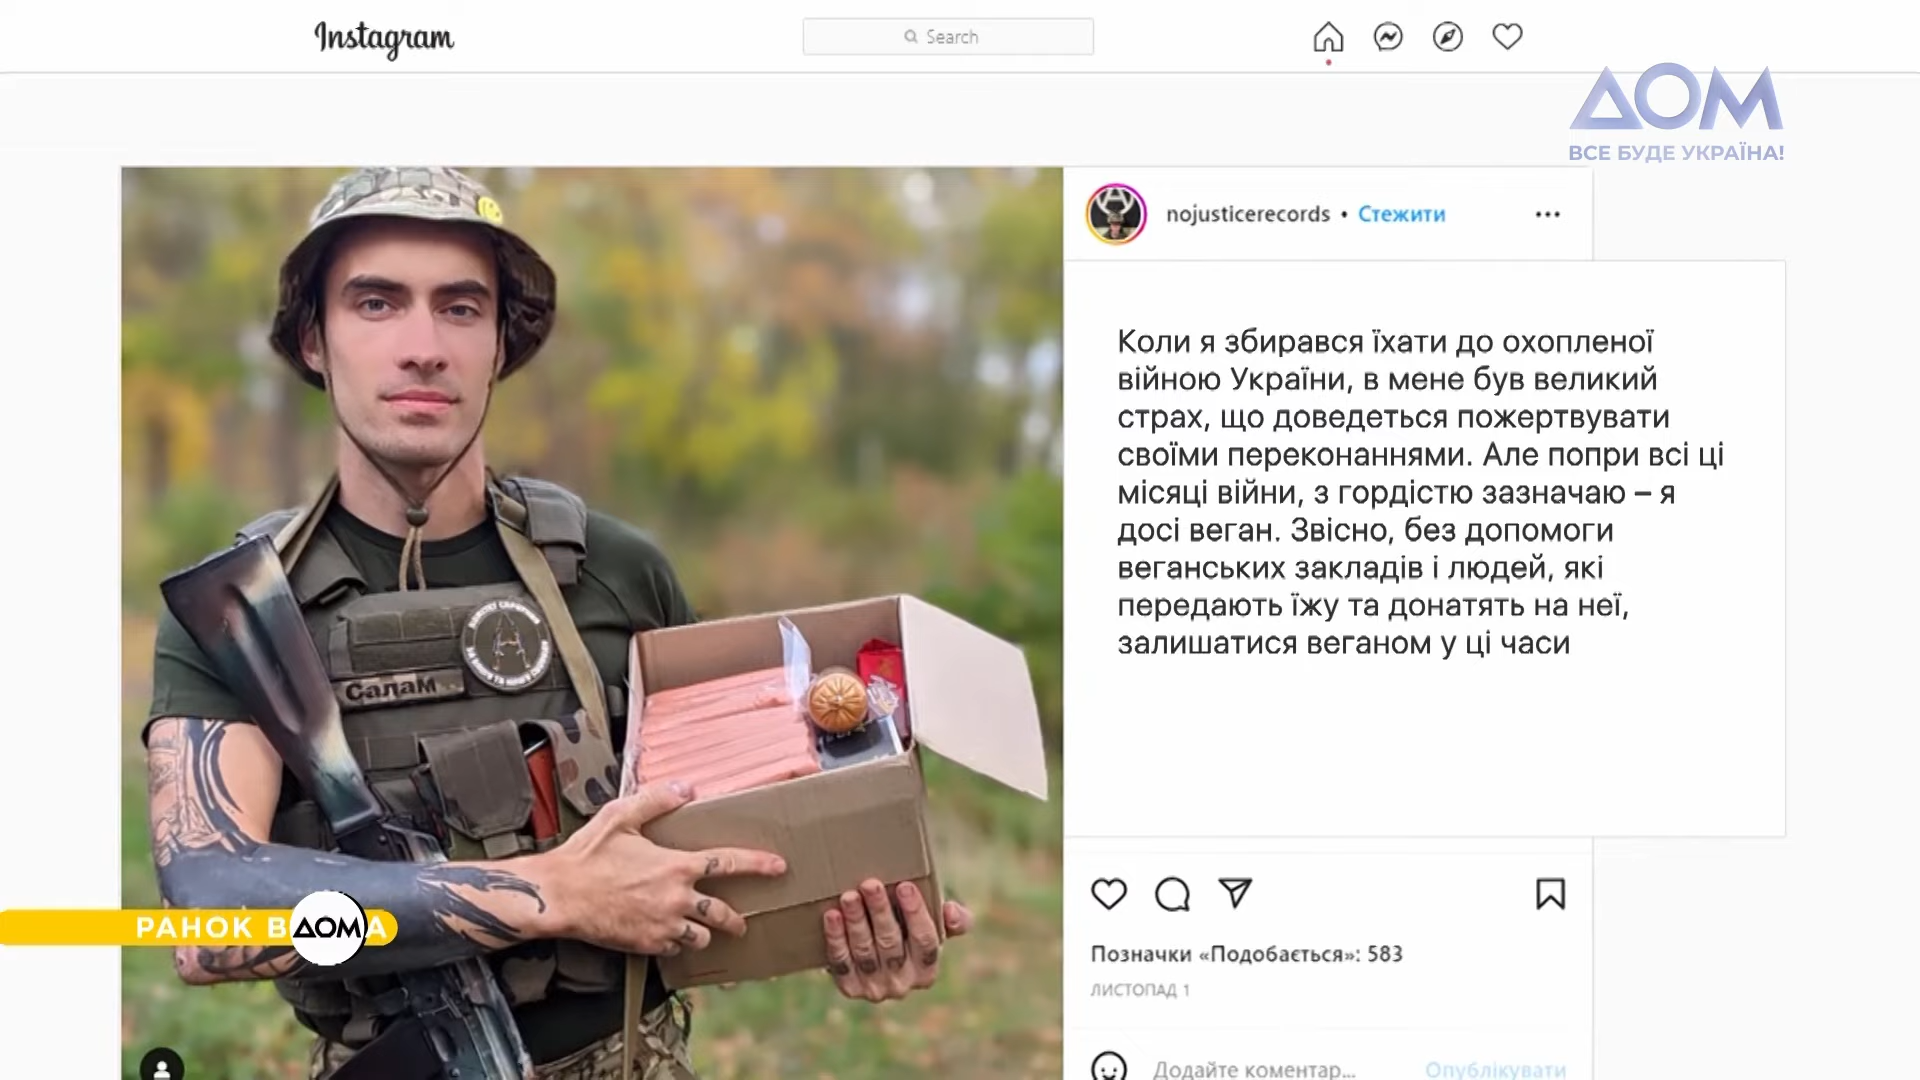 Instagram
Search
ДОМ
ВСЕ БУДЕ УКРАЇНА!
nojusticerecords • Стежити
Коли я збирався їхати до охопленої
війною України, в мене був великий
страх, що доведеться пожертвувати
своїми переконаннями. Але попри всі ці
місяці війни, з гордістю зазначаю – я
досі веган. Звісно, без допомоги
веганських закладів і людей, які
передають їжу та донатять на неї,
залишатися веганом у ці часи
Салам
РАНОК В ДОМА
Позначки «Подобається»: 583
ЛИСТОПАД 1
Додайте коментар... Опублікувати